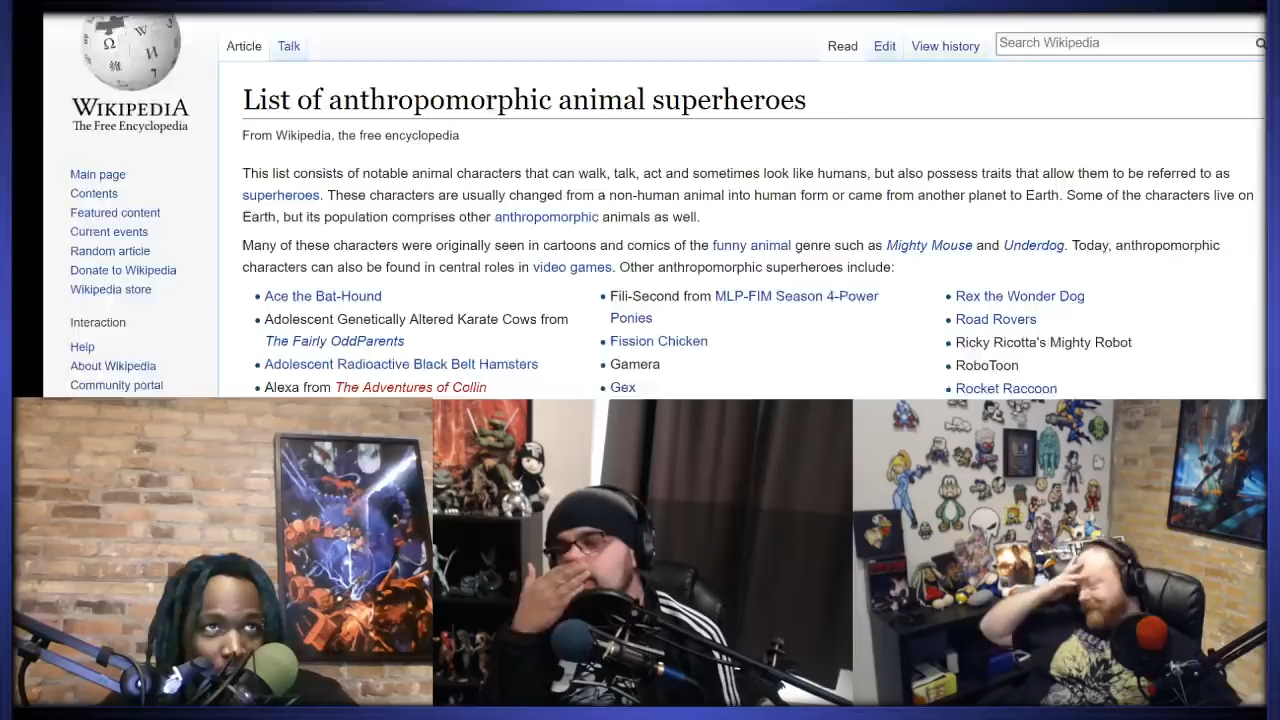 WIKIPEDIA
The Free Encyclopedia
Main page
Contents
Featured content
Current events
Random article
Donate to Wikipedia
Wikipedia store
Interaction
Help
About Wikipedia
Community portal
Article Talk
Read Edit View history Search Wikipedia
List of anthropomorphic animal superheroes
From Wikipedia, the free encyclopedia
This list consists of notable animal characters that can walk, talk, act and sometimes look like humans, but also possess traits that allow them to be referred to as
superheroes. These characters are usually changed from a non-human animal into human form or came from another planet to Earth. Some of the characters live on
Earth, but its population comprises other anthropomorphic animals as well.
Many of these characters were originally seen in cartoons and comics of the funny animal genre such as Mighty Mouse and Underdog. Today, anthropomorphic
characters can also be found in central roles in video games. Other anthropomorphic superheroes include:
• Ace the Bat-Hound
• Adolescent Genetically Altered Karate Cows from
The Fairly OddParents
• Adolescent Radioactive Black Belt Hamsters
• Alexa from The Adventures of Collin
• Fili-Second from MLP-FIM Season 4-Power
Ponies
• Fission Chicken
• Gamera
• Gex
• Rex the Wonder Dog
• Road Rovers
• Ricky Ricotta's Mighty Robot
• RoboToon
• Rocket Raccoon